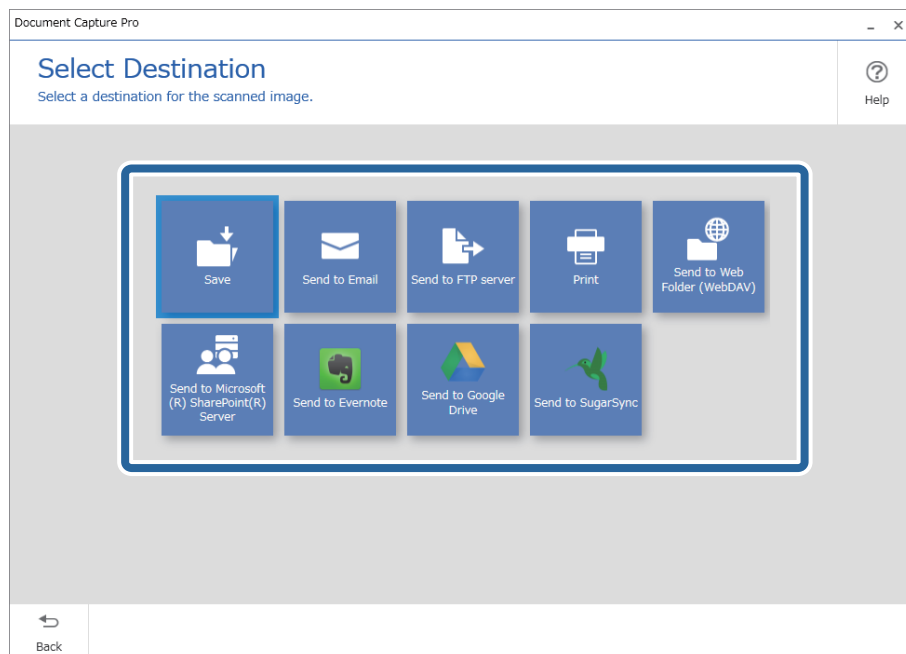 Document Capture Pro
Select Destination
Select a destination for the scanned image.
Help
Save
Send to Email
Send to FTP server
Print
Send to Web
Folder (WebDAV)
Send to Microsoft
(R) SharePoint(R)
Server
Send to Evernote
Send to Google
Drive
Send to SugarSync
Back